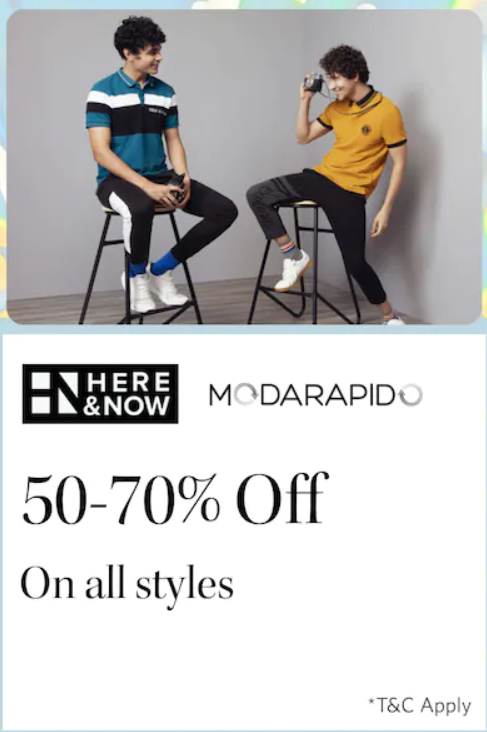 HERE
&NOW
MODARAPIDO
50-70% Off
On all styles
*T&C Apply